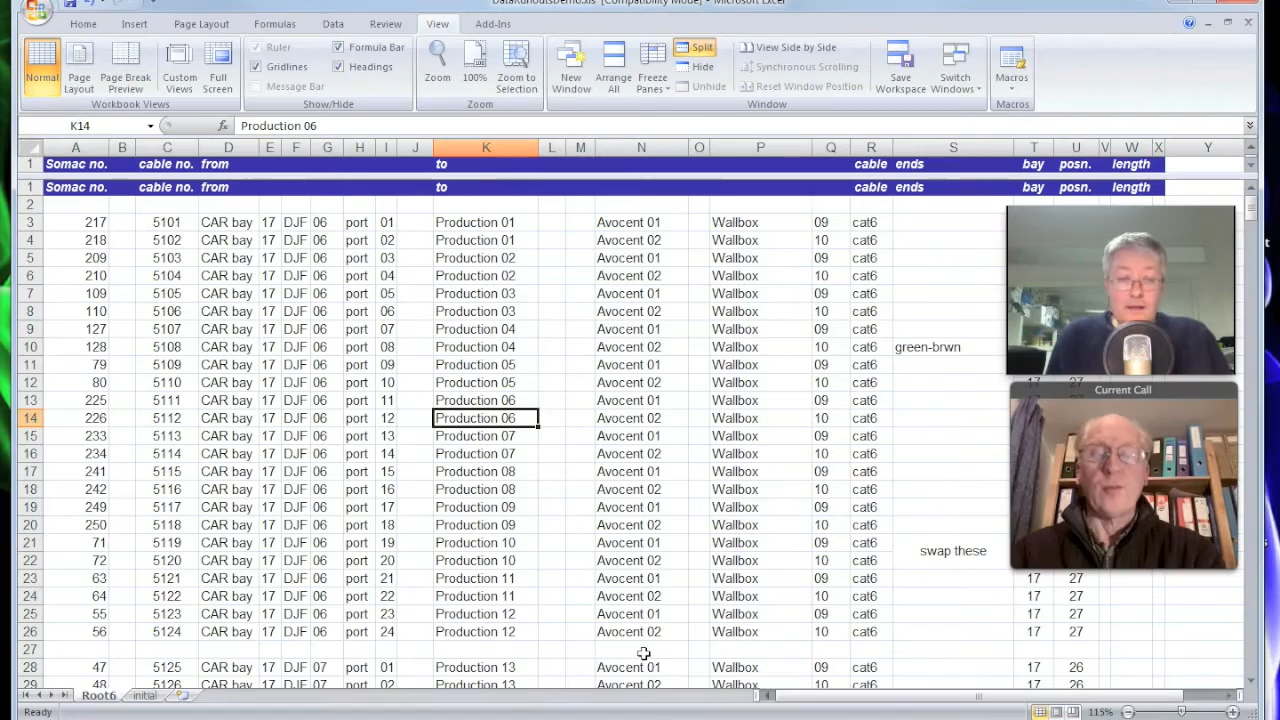 DataRunoutsDemo.xls [Compatibility Mode] - Microsoft Excel
Home Insert Page Layout Formulas Data Review View Add-Ins
Normal Page Layout Page Break Preview Custom Views Full Screen
Workbook Views
Ruler Formula Bar
Gridlines Headings
Message Bar
Show/Hide
Zoom 100% Zoom to Selection
Zoom
New Window Arrange All Freeze Panes
Split
Hide
Unhide
View Side by Side
Synchronous Scrolling
Reset Window Position
Window
Save Workspace Switch Windows
Macros
Macros
K14 fx Production 06
A B C D E F G H I J K L M N O P Q R S T U V W X Y
1 Somac no. cable no. from to cable ends bay posn. length
1 Somac no. cable no. from to cable ends bay posn. length
2
3 217 5101 CAR bay 17 DJF 06 port 01 Production 01 Avocent 01 Wallbox 09 cat6
4 218 5102 CAR bay 17 DJF 06 port 02 Production 01 Avocent 02 Wallbox 10 cat6
5 209 5103 CAR bay 17 DJF 06 port 03 Production 02 Avocent 01 Wallbox 09 cat6
6 210 5104 CAR bay 17 DJF 06 port 04 Production 02 Avocent 02 Wallbox 10 cat6
7 109 5105 CAR bay 17 DJF 06 port 05 Production 03 Avocent 01 Wallbox 09 cat6
8 110 5106 CAR bay 17 DJF 06 port 06 Production 03 Avocent 02 Wallbox 10 cat6
9 127 5107 CAR bay 17 DJF 06 port 07 Production 04 Avocent 01 Wallbox 09 cat6
10 128 5108 CAR bay 17 DJF 06 port 08 Production 04 Avocent 02 Wallbox 10 cat6 green-brwn
11 79 5109 CAR bay 17 DJF 06 port 09 Production 05 Avocent 01 Wallbox 09 cat6
12 80 5110 CAR bay 17 DJF 06 port 10 Production 05 Avocent 02 Wallbox 10 cat6 17 27
Current Call
13 225 5111 CAR bay 17 DJF 06 port 11 Production 06 Avocent 01 Wallbox 09 cat6
14 226 5112 CAR bay 17 DJF 06 port 12 Production 06 Avocent 02 Wallbox 10 cat6
15 233 5113 CAR bay 17 DJF 06 port 13 Production 07 Avocent 01 Wallbox 09 cat6
16 234 5114 CAR bay 17 DJF 06 port 14 Production 07 Avocent 02 Wallbox 10 cat6
17 241 5115 CAR bay 17 DJF 06 port 15 Production 08 Avocent 01 Wallbox 09 cat6
18 242 5116 CAR bay 17 DJF 06 port 16 Production 08 Avocent 02 Wallbox 10 cat6
19 249 5117 CAR bay 17 DJF 06 port 17 Production 09 Avocent 01 Wallbox 09 cat6
20 250 5118 CAR bay 17 DJF 06 port 18 Production 09 Avocent 02 Wallbox 10 cat6
21 71 5119 CAR bay 17 DJF 06 port 19 Production 10 Avocent 01 Wallbox 09 cat6
swap these
22 72 5120 CAR bay 17 DJF 06 port 20 Production 10 Avocent 02 Wallbox 10 cat6
23 63 5121 CAR bay 17 DJF 06 port 21 Production 11 Avocent 01 Wallbox 09 cat6 17 27
24 64 5122 CAR bay 17 DJF 06 port 22 Production 11 Avocent 02 Wallbox 10 cat6 17 27
25 55 5123 CAR bay 17 DJF 06 port 23 Production 12 Avocent 01 Wallbox 09 cat6 17 27
26 56 5124 CAR bay 17 DJF 06 port 24 Production 12 Avocent 02 Wallbox 10 cat6 17 27
27
28 47 5125 CAR bay 17 DJF 07 port 01 Production 13 Avocent 01 Wallbox 09 cat6 17 26
29 48 5126 CAR bay 17 DJF 07 port 02 Production 13 Avocent 02 Wallbox 10 cat6 17 26
Root6 initial
Ready 115%